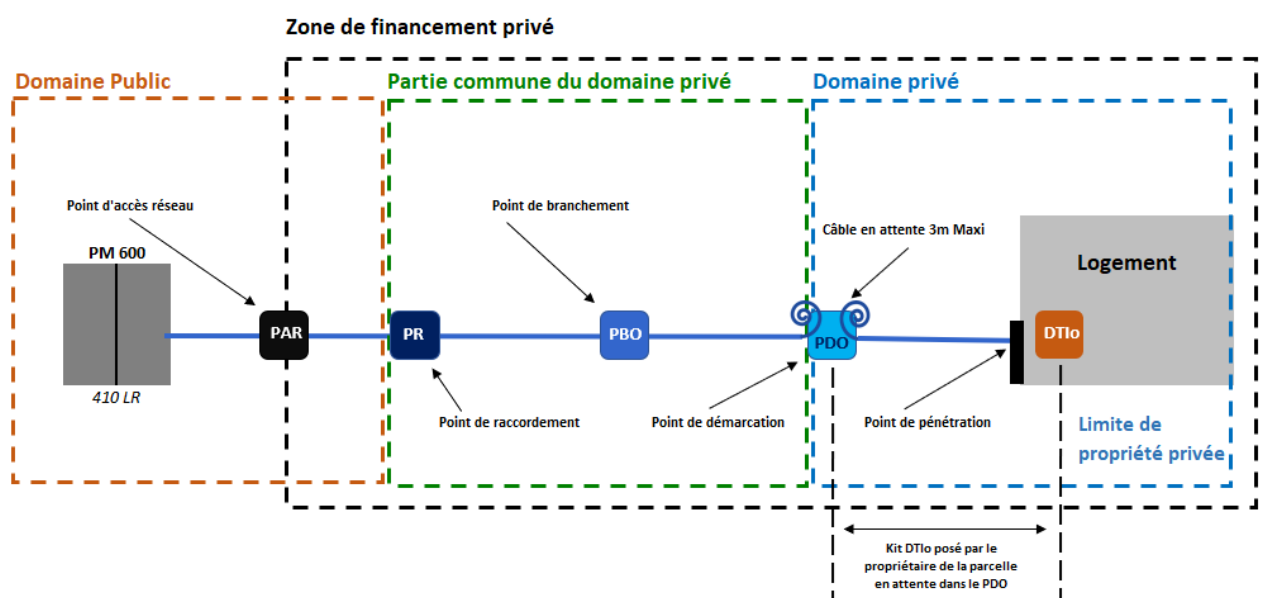 Zone de financement privé
Domaine Public
Partie commune du domaine privé
Domaine privé
Point d'accès réseau
Point de branchement
Câble en attente 3m Maxi
PM 600
Logement
PAR
PR
PBO
PDO
DTIo
410 LR
Point de raccordement
Point de démarcation
Point de pénétration
Limite de
propriété privée
Kit DTIo posé par le
propriétaire de la parcelle
en attente dans le PDO